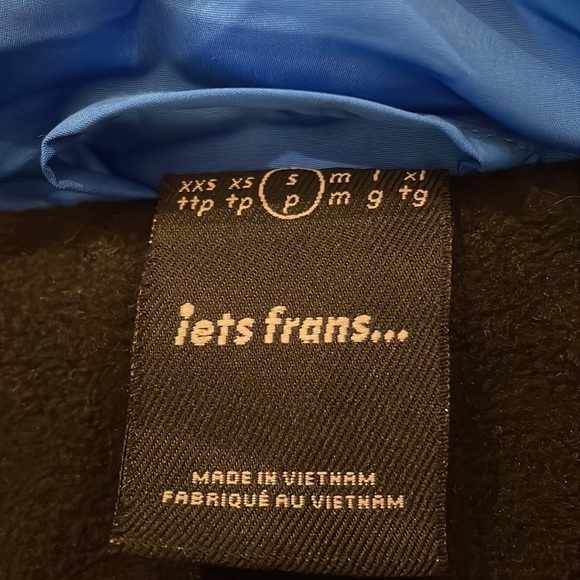 xxs xs s m l xl
ttp tp p m g tg
iets frans...
MADE IN VIETNAM
FABRIQUÉ AU VIETNAM